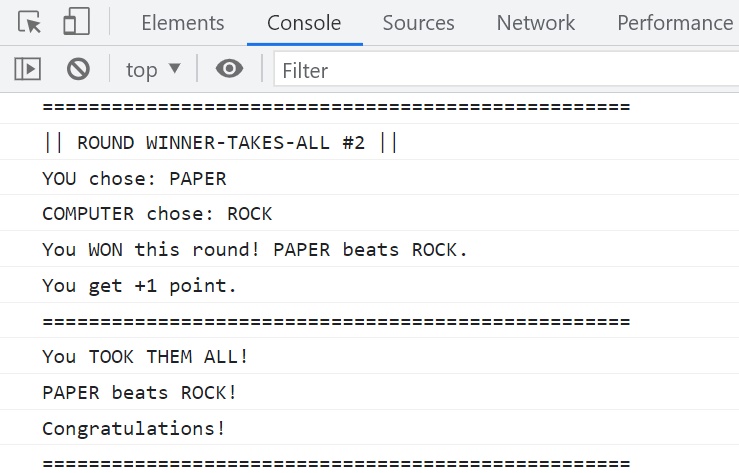 Elements Console Sources Network Performance
top Filter
===================================================
|| ROUND WINNER-TAKES-ALL #2 ||
YOU chose: PAPER
COMPUTER chose: ROCK
You WON this round! PAPER beats ROCK.
You get +1 point.
===================================================
You TOOK THEM ALL!
PAPER beats ROCK!
Congratulations!
===================================================